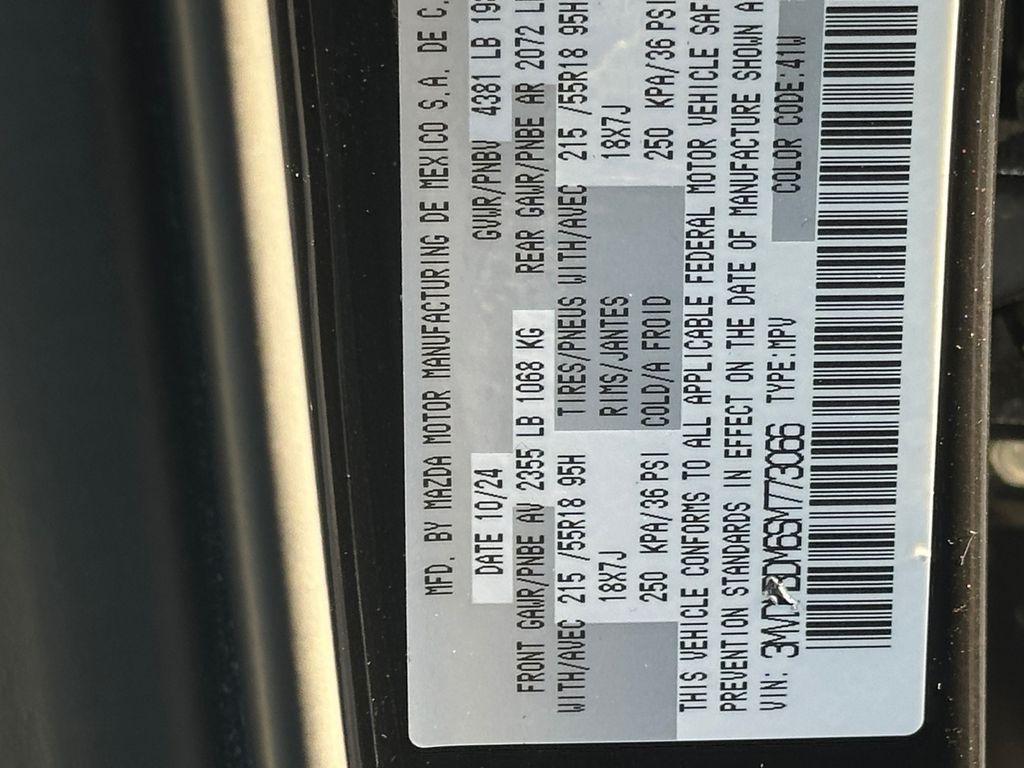 MFD. BY MAZDA MOTOR MANUFACTURING DE MEXICO S.A. DE C.
DATE 10/24 GVWR/PNBV 4381 LB
FRONT GAWR/PNBE AV 2355 LB 1068 KG REAR GAWR/PNBE AR 2072
WITH/AVEC 215 /55R18 95H TIRES/PNEUS WITH/AVEC 215 /55R18 95H
18X7J RIMS/JANTES 18X7J
250 KPA/36 PSI COLD/A FROID 250 KPA/36 PSI
THIS VEHICLE CONFORMS TO ALL APPLICABLE FEDERAL MOTOR VEHICLE SAF
PREVENTION STANDARDS IN EFFECT ON THE DATE OF MANUFACTURE SHOWN A
VIN: TYPE:MPV COLOR CODE:41W